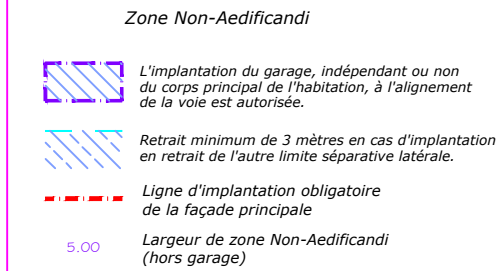 Zone Non-Aedificandi
L'implantation du garage, indépendant ou non
du corps principal de l'habitation, à l'alignement
de la voie est autorisée.
Retrait minimum de 3 mètres en cas d'implantation
en retrait de l'autre limite séparative latérale.
Ligne d'implantation obligatoire
de la façade principale
5.00
Largeur de zone Non-Aedificandi
(hors garage)